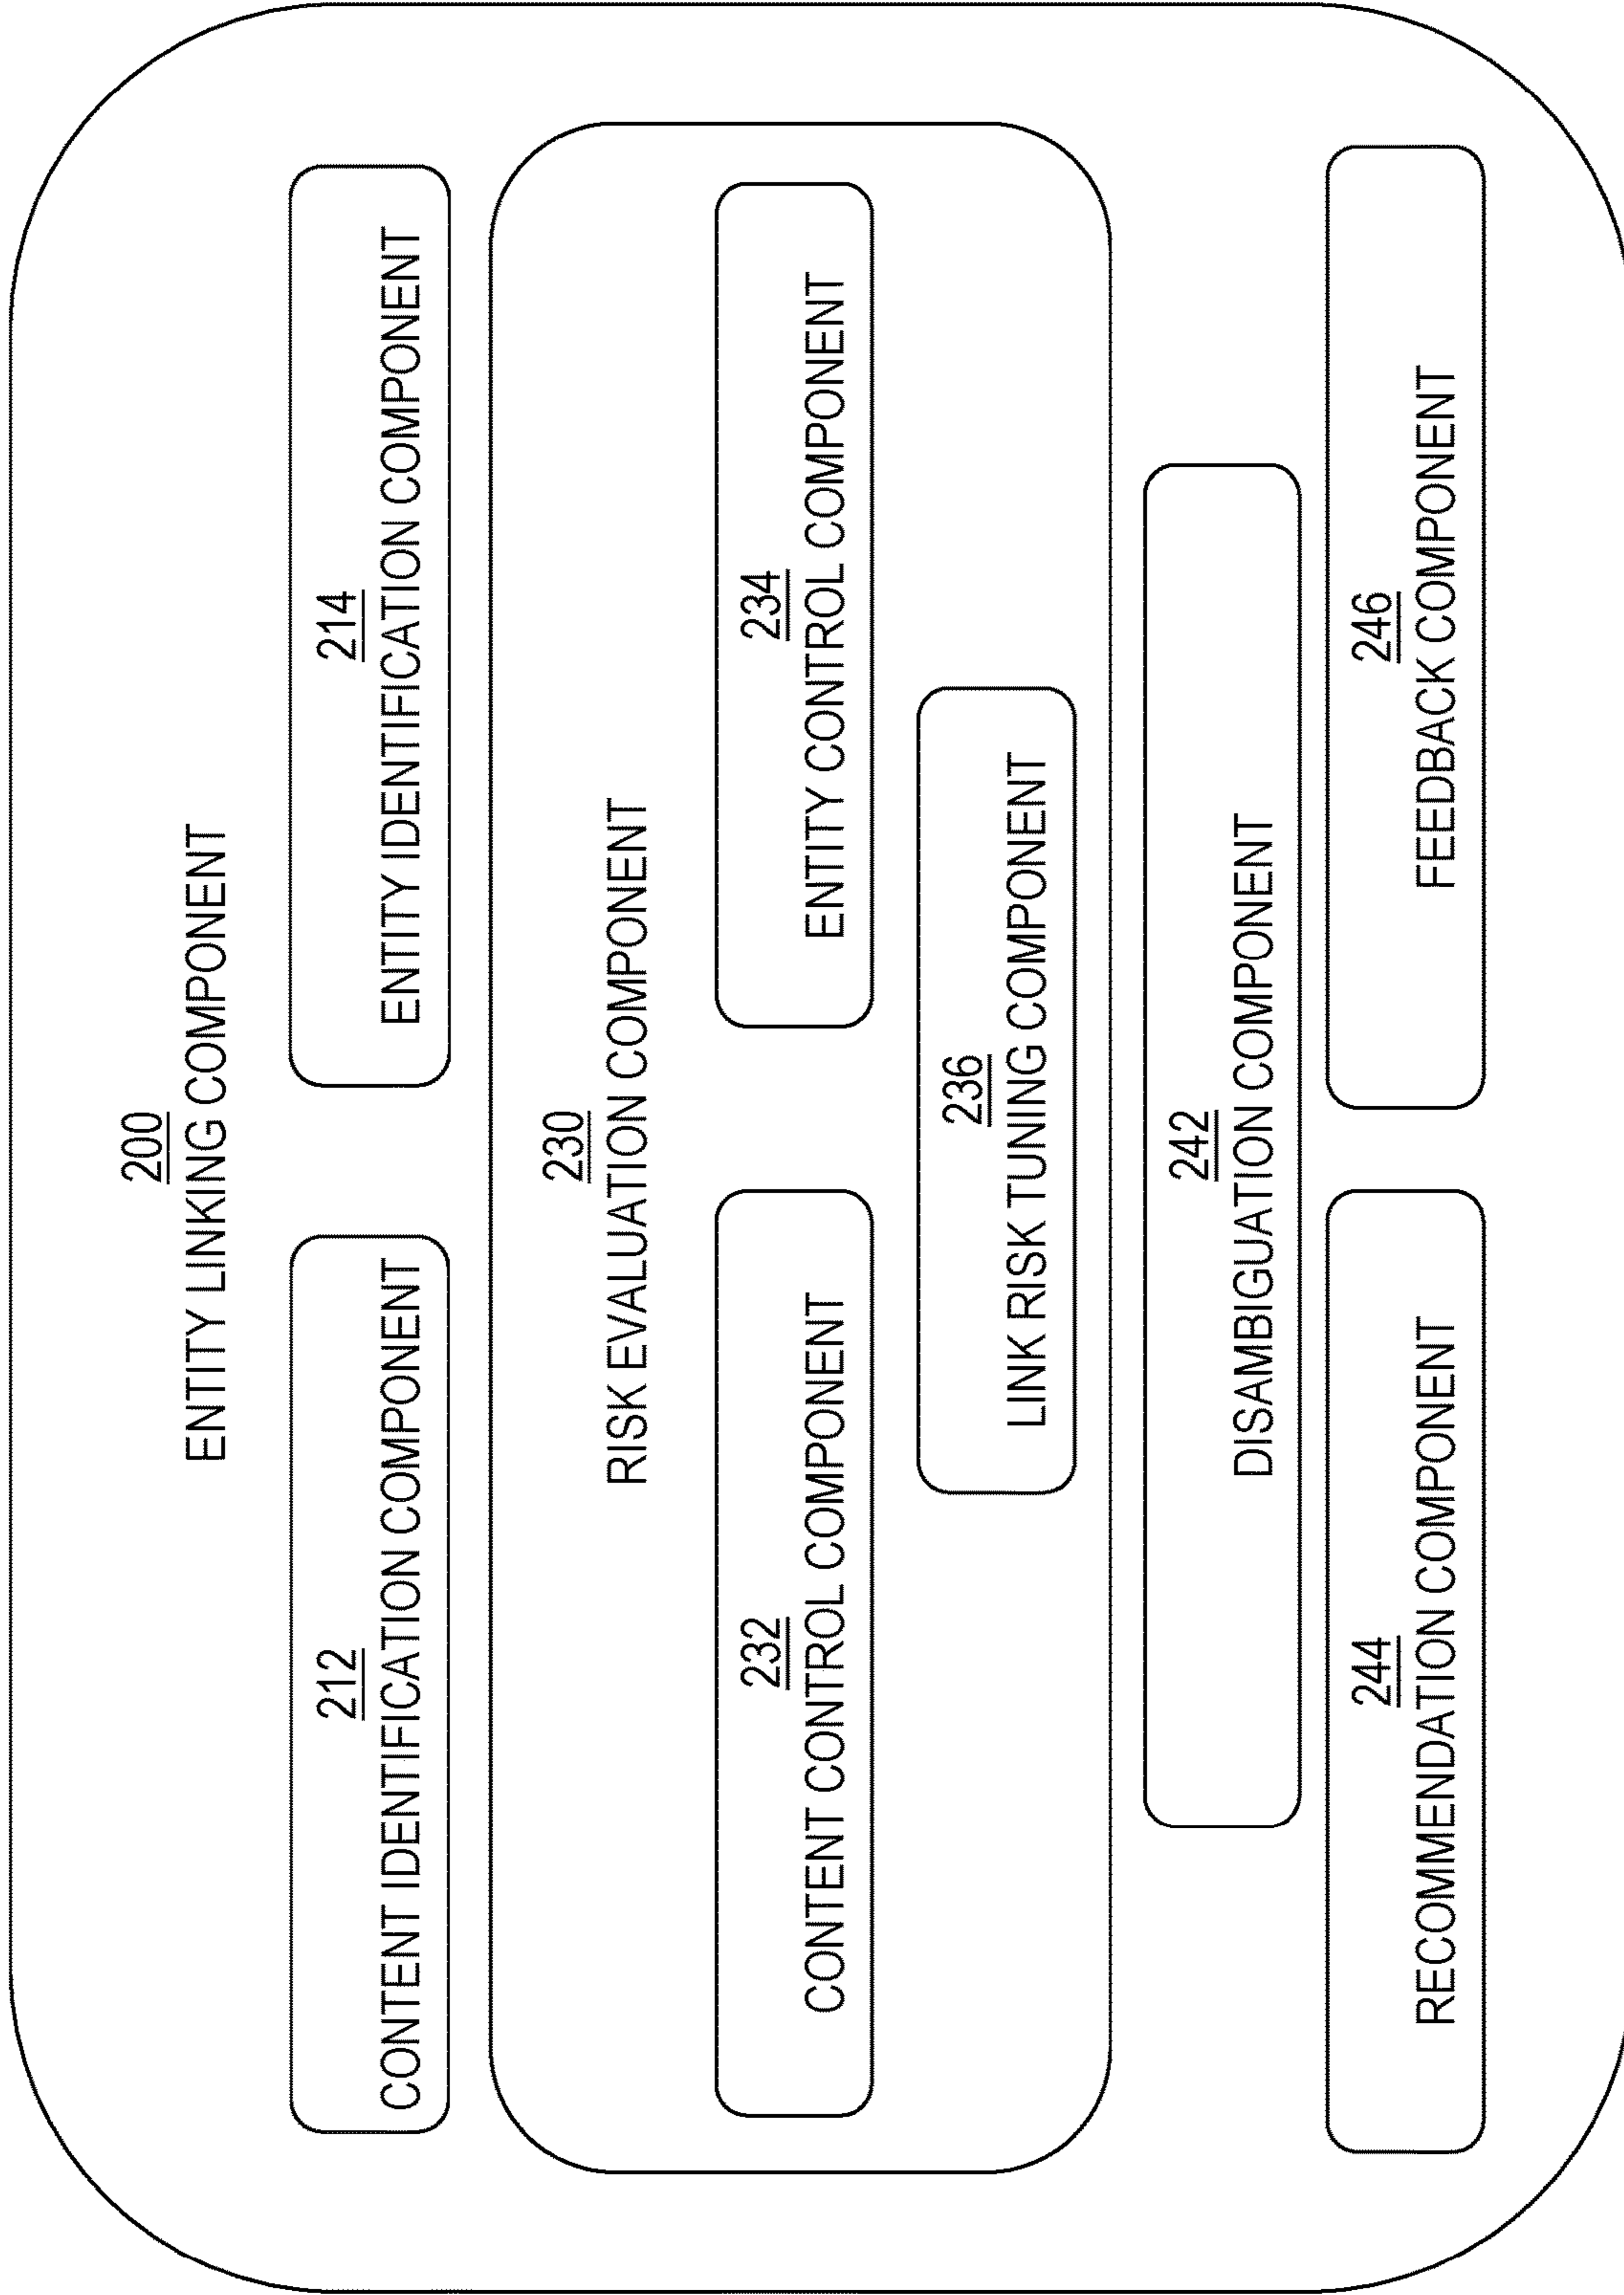 200
ENTITY LINKING COMPONENT
212
CONTENT IDENTIFICATION COMPONENT
214
ENTITY IDENTIFICATION COMPONENT
230
RISK EVALUATION COMPONENT
232
CONTENT CONTROL COMPONENT
234
ENTITY CONTROL COMPONENT
236
LINK RISK TUNING COMPONENT
242
DISAMBIGUATION COMPONENT
244
RECOMMENDATION COMPONENT
246
FEEDBACK COMPONENT